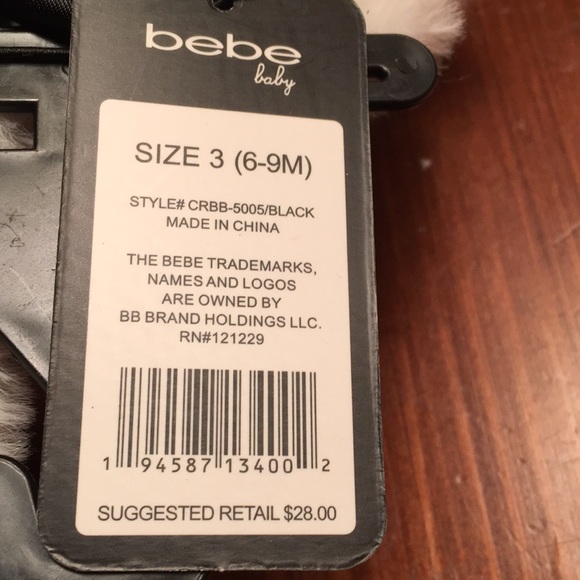 bebe
baby
SIZE 3 (6-9M)
STYLE# CRBB-5005/BLACK
MADE IN CHINA
THE BEBE TRADEMARKS,
NAMES AND LOGOS
ARE OWNED BY
BB BRAND HOLDINGS LLC.
RN#121229
1 94587 13400 2
SUGGESTED RETAIL $28.00